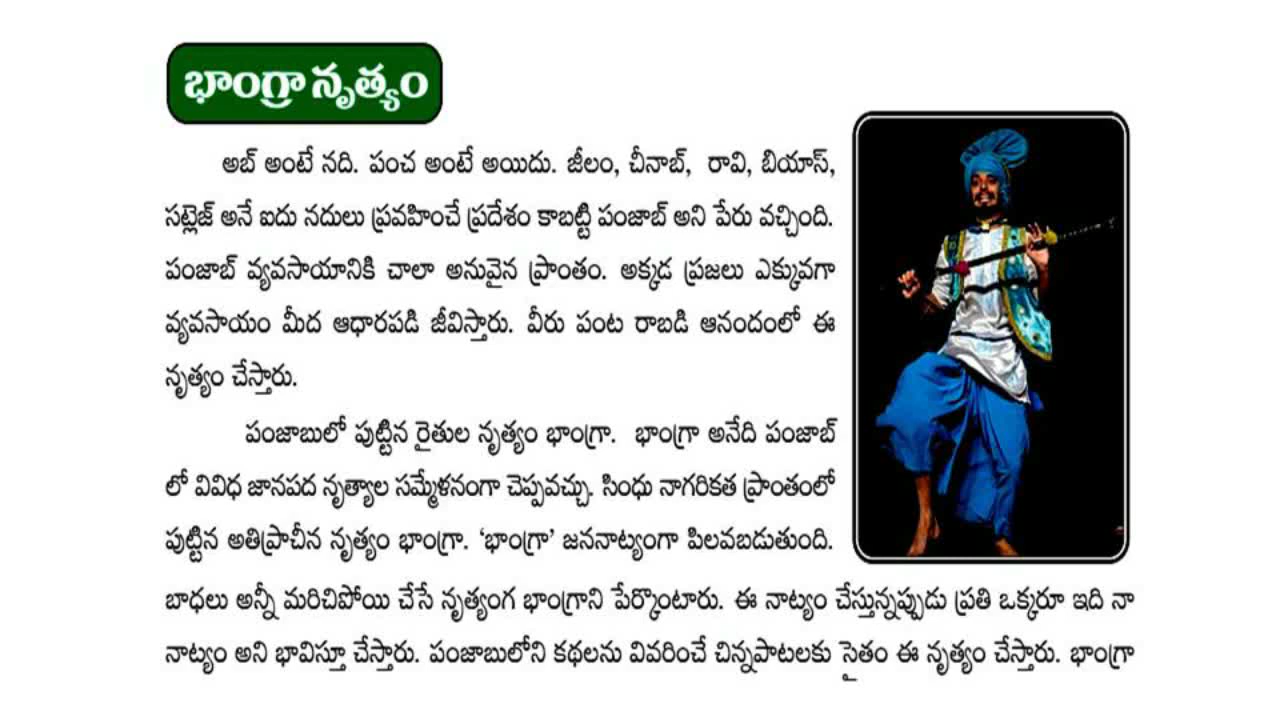 భాంగ్రా నృత్యం
అబ్ అంటే నది. పంచ అంటే అయిదు. జీలం, చీనాబ్, రావి, బియాస్,
సట్లెజ్ అనే ఐదు నదులు ప్రవహించే ప్రదేశం కాబట్టి పంజాబ్ అని పేరు వచ్చింది.
పంజాబ్ వ్యవసాయానికి చాలా అనువైన ప్రాంతం. అక్కడ ప్రజలు ఎక్కువగా
వ్యవసాయం మీద ఆధారపడి జీవిస్తారు. వీరు పంట రాబడి ఆనందంలో ఈ
నృత్యం చేస్తారు.
పంజాబులో పుట్టిన రైతుల నృత్యం భాంగ్రా. భాంగ్రా అనేది పంజాబ్
లో వివిధ జానపద నృత్యాల సమ్మేళనంగా చెప్పవచ్చు. సింధు నాగరికత ప్రాంతంలో
పుట్టిన అతిప్రాచీన నృత్యం భాంగ్రా. ‘భాంగ్రా’ జననాట్యంగా పిలవబడుతుంది.
బాధలు అన్నీ మరిచిపోయి చేసే నృత్యంగ భాంగ్రాని పేర్కొంటారు. ఈ నాట్యం చేస్తున్నప్పుడు ప్రతి ఒక్కరూ ఇది నా
నాట్యం అని భావిస్తూ చేస్తారు. పంజాబులోని కథలను వివరించే చిన్నపాటలకు సైతం ఈ నృత్యం చేస్తారు. భాంగ్రా